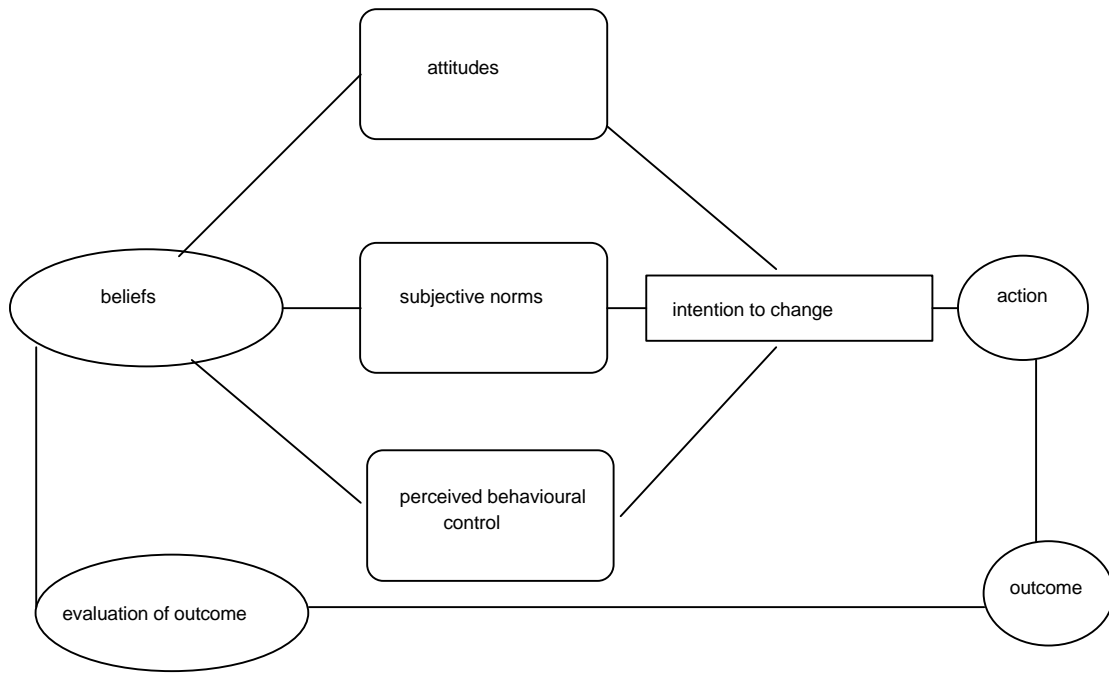 attitudes
beliefs
subjective norms
intention to change
action
perceived behavioural
control
evaluation of outcome
outcome